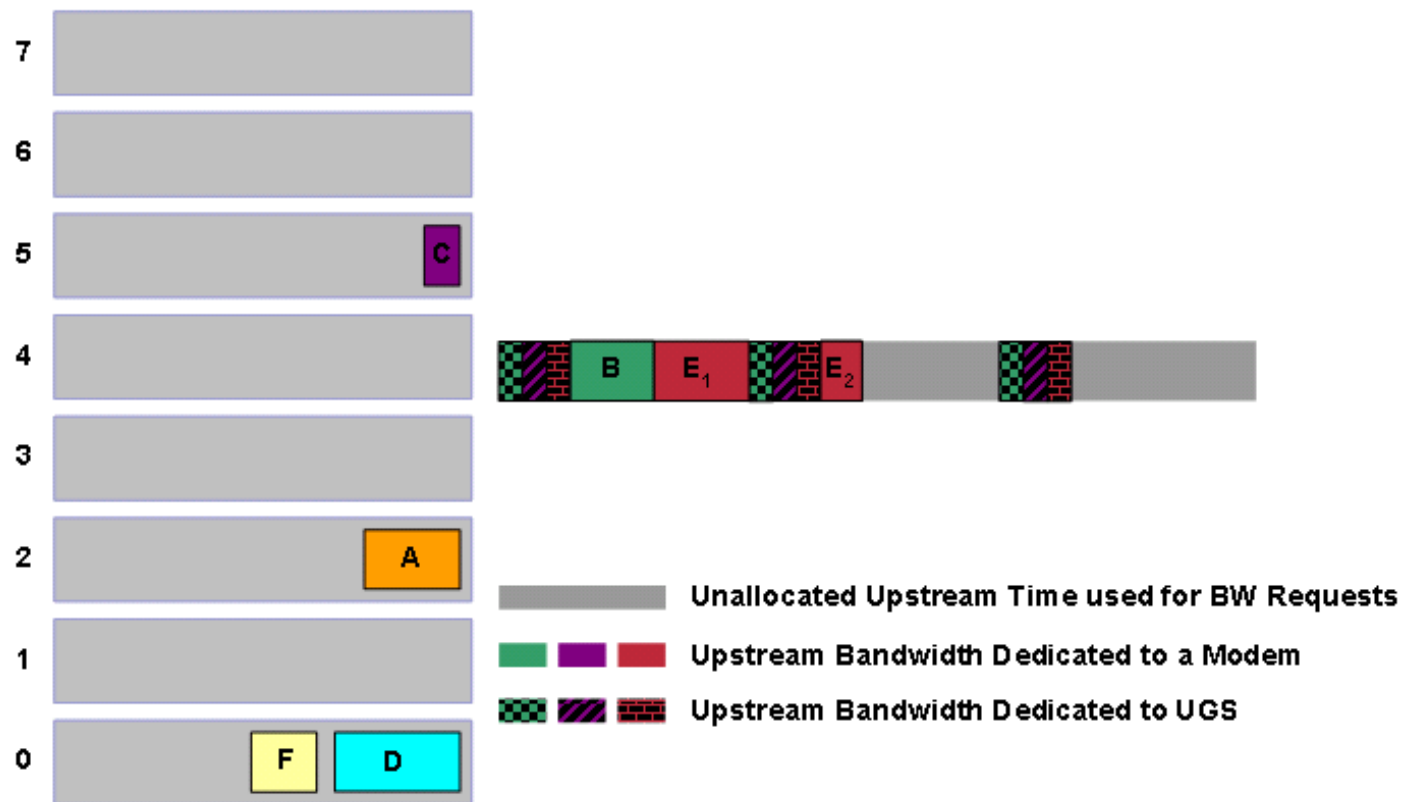 7
6
5 C
4 B E₁ E₂
3
2 A
Unallocated Upstream Time used for BW Requests
1 Upstream Bandwidth Dedicated to a Modem
Upstream Bandwidth Dedicated to UGS
0 F D